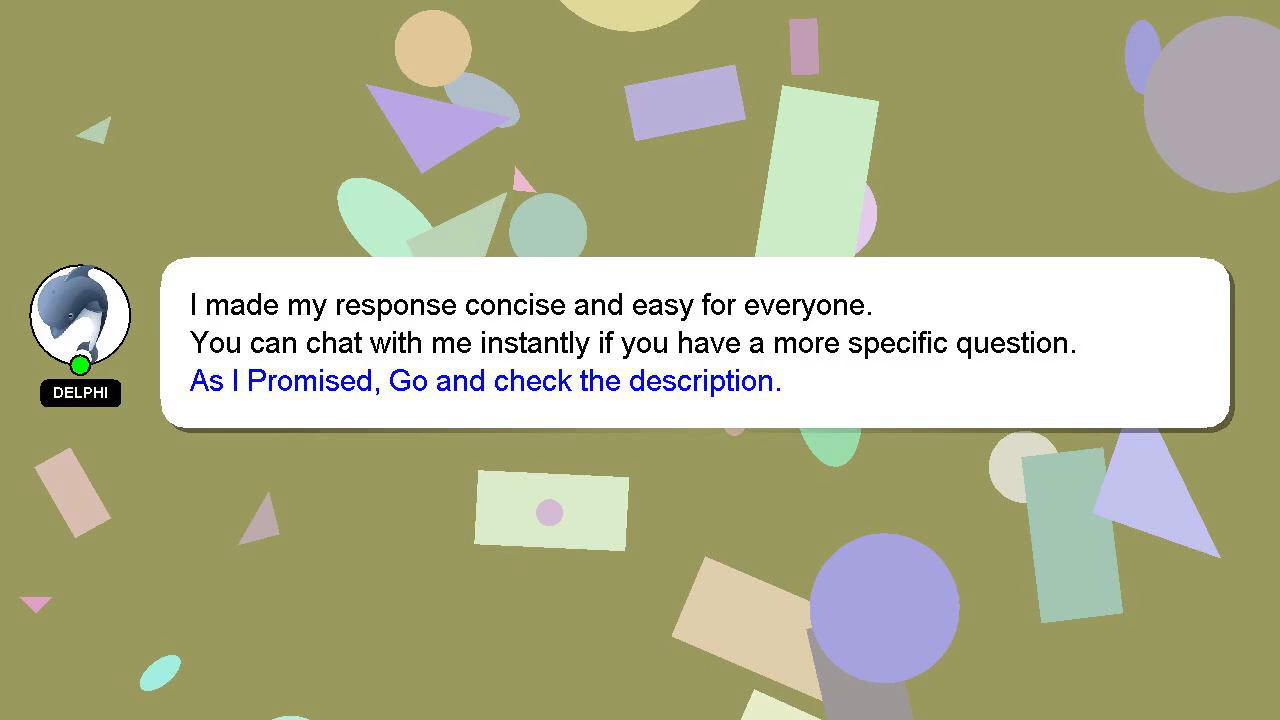 I made my response concise and easy for everyone.
You can chat with me instantly if you have a more specific question.
As I Promised, Go and check the description.
DELPHI